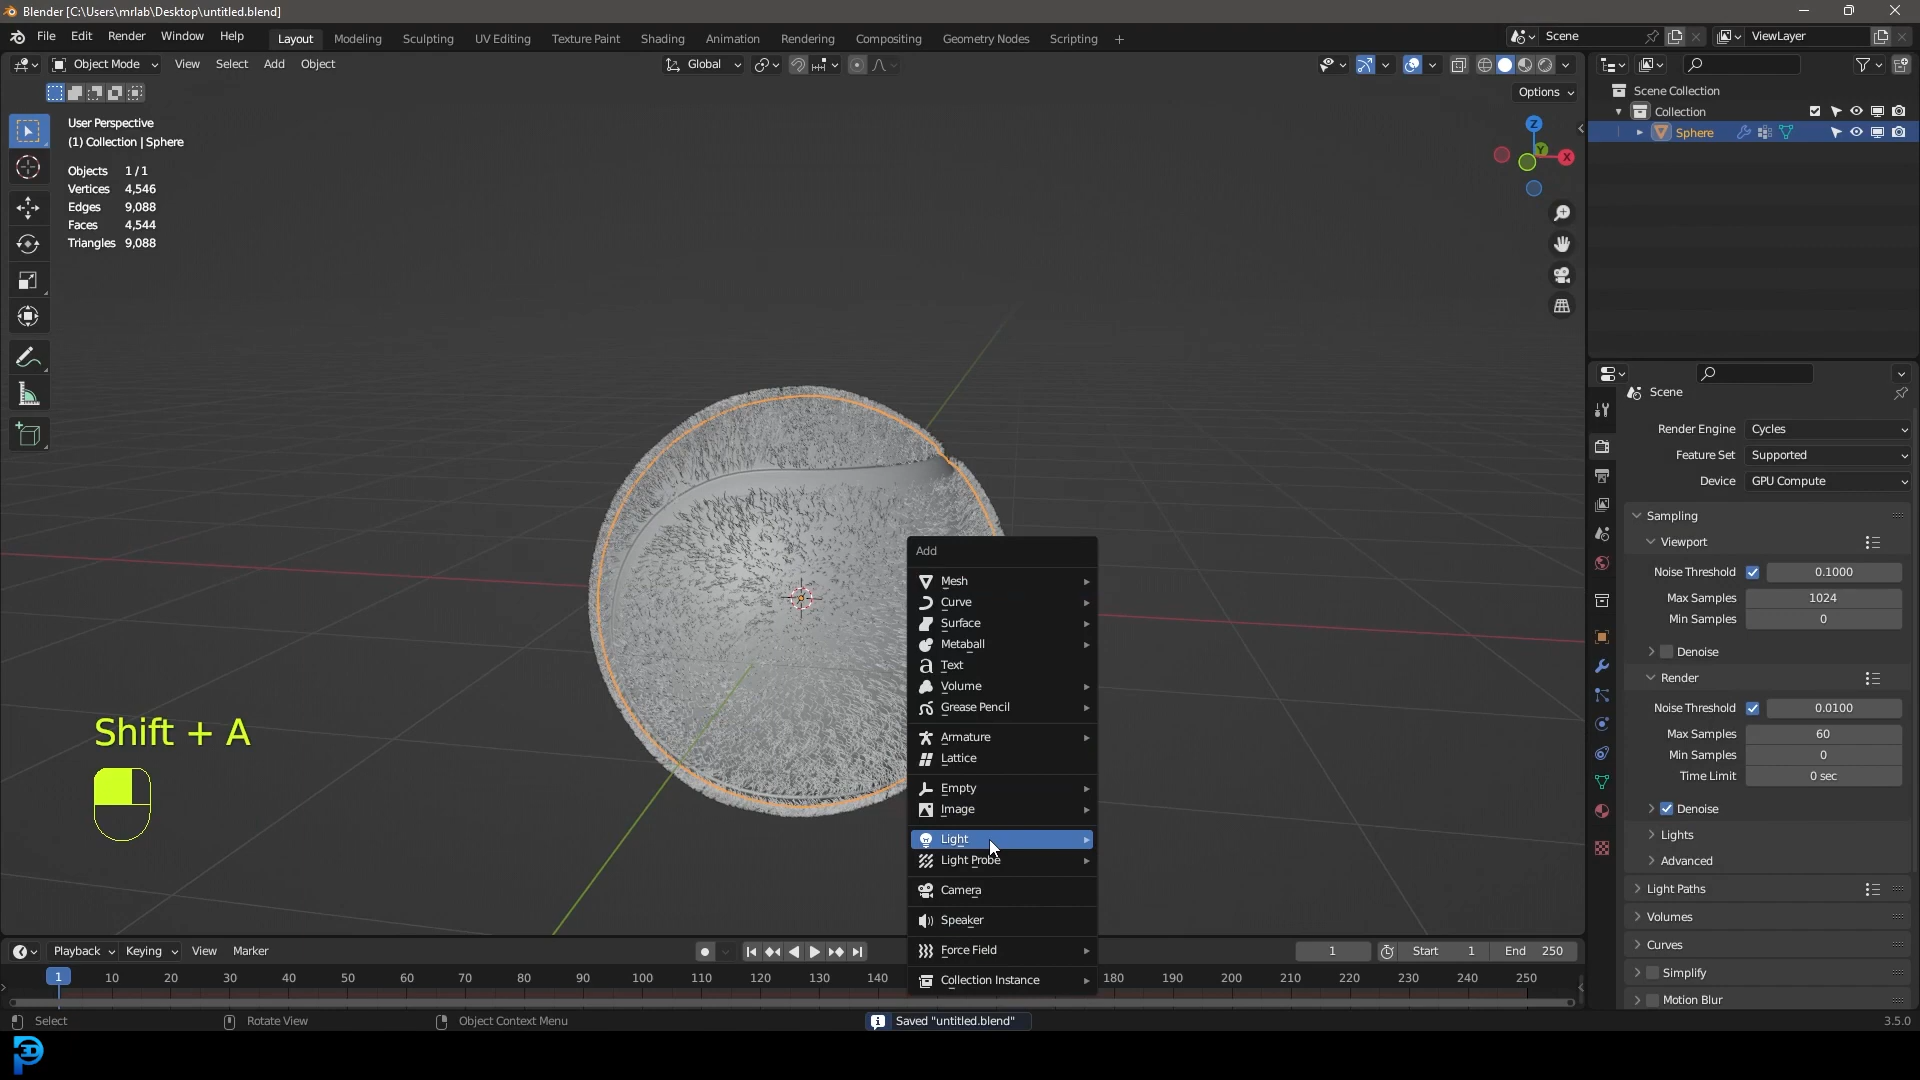 Blender [C:\Users\mrlab\Desktop\untitled.blend]
File Edit Render Window Help Layout Modeling Sculpting UV Editing Texture Paint Shading Animation Rendering Compositing Geometry Nodes Scripting + Scene ViewLayer
Object Mode View Select Add Object Global
Options
User Perspective
(1) Collection | Sphere
Objects 1 / 1
Vertices 4,546
Edges 9,088
Faces 4,544
Triangles 9,088
Z
Y
X
Shift + A
Add
Mesh
Curve
Surface
Metaball
Text
Volume
Grease Pencil
Armature
Lattice
Empty
Image
Light
Light Probe
Camera
Speaker
Force Field
Collection Instance
Scene Collection
Collection
Sphere
Scene
Render Engine Cycles
Feature Set Supported
Device GPU Compute
Sampling
Viewport
Noise Threshold 0.1000
Max Samples 1024
Min Samples 0
Denoise
Render
Noise Threshold 0.0100
Max Samples 60
Min Samples 0
Time Limit 0 sec
Denoise
Lights
Advanced
Light Paths
Volumes
Curves
Simplify
Motion Blur
Playback Keying View Marker 1 Start 1 End 250
1 10 20 30 40 50 60 70 80 90 100 110 120 130 140 180 190 200 210 220 230 240 250
Select Rotate View Object Context Menu Saved "untitled.blend" 3.5.0
3D